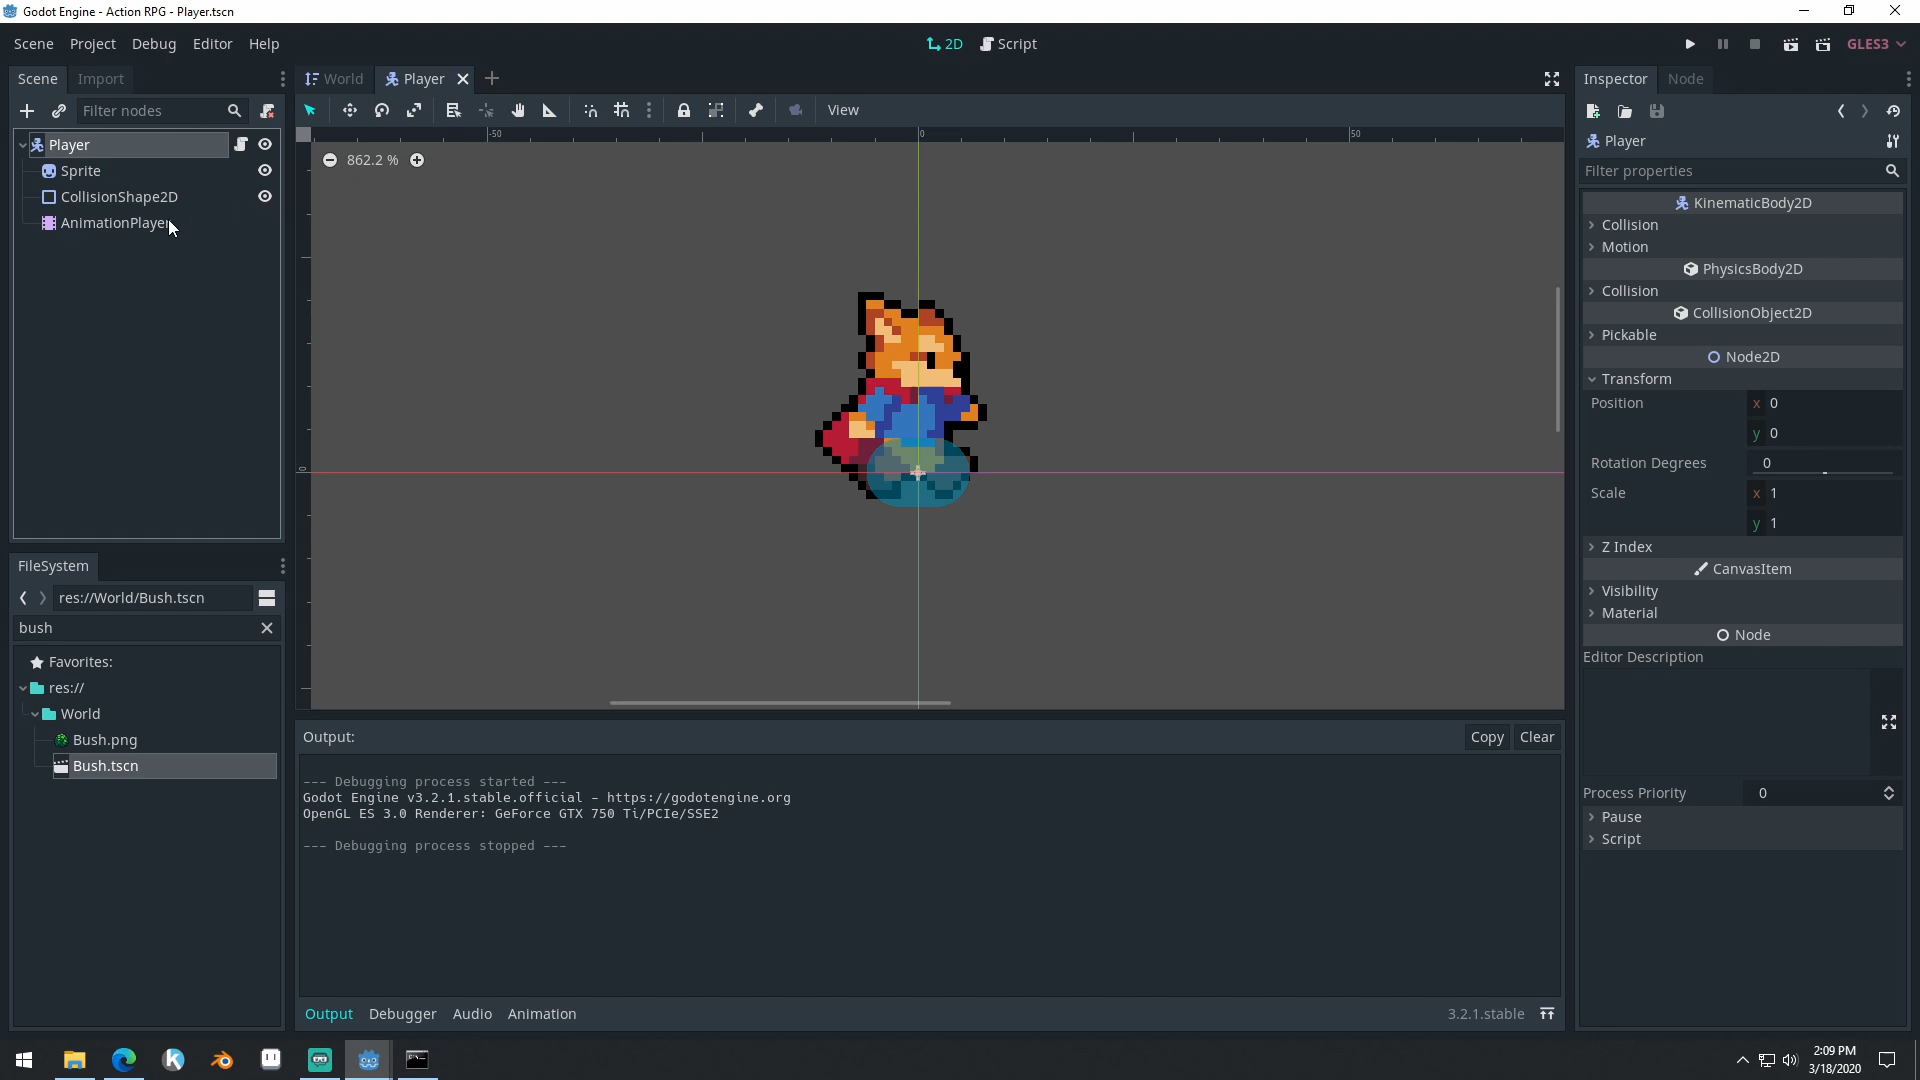 Godot Engine - Action RPG - Player.tscn
Scene Project Debug Editor Help
2D Script
GLES3
Scene Import
World Player
Inspector Node
Filter nodes
View
-50 0 50
862.2 %
0
Player
Sprite
CollisionShape2D
AnimationPlayer
FileSystem
res://World/Bush.tscn
bush
Favorites:
res://
World
Bush.png
Bush.tscn
Output:
Copy Clear
--- Debugging process started ---
Godot Engine v3.2.1.stable.official - https://godotengine.org
OpenGL ES 3.0 Renderer: GeForce GTX 750 Ti/PCIe/SSE2
--- Debugging process stopped ---
Output Debugger Audio Animation
3.2.1.stable
Player
Filter properties
KinematicBody2D
Collision
Motion
PhysicsBody2D
Collision
CollisionObject2D
Pickable
Node2D
Transform
Position x 0
y 0
Rotation Degrees 0
Scale x 1
y 1
Z Index
CanvasItem
Visibility
Material
Node
Editor Description
Process Priority 0
Pause
Script
2:09 PM
3/18/2020